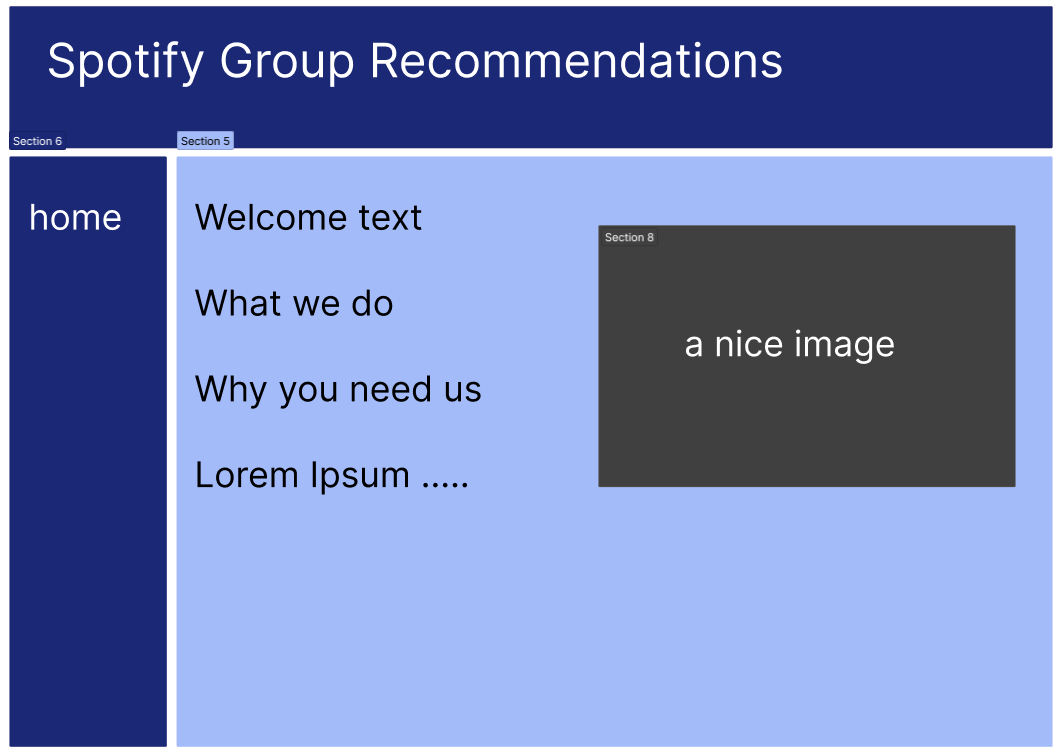 Spotify Group Recommendations
Section 6
Section 5
home
Welcome text
Section 8
What we do
a nice image
Why you need us
Lorem Ipsum .....